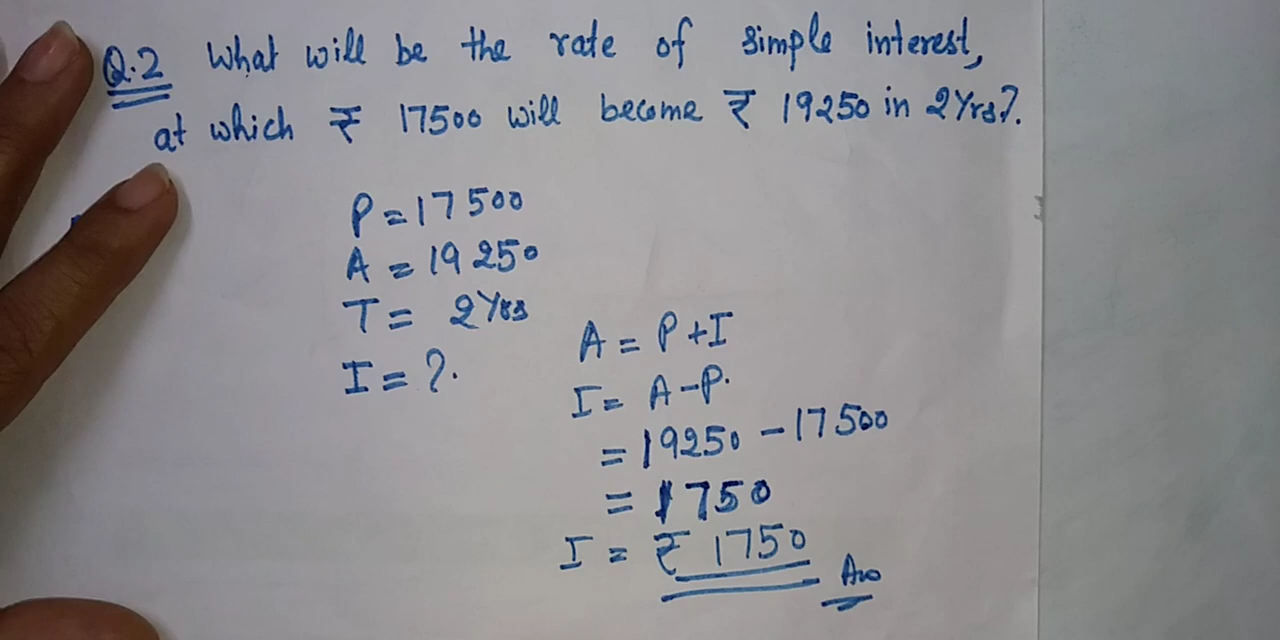 Q.2 What will be the rate of simple interest,
at which ₹ 17500 will become ₹ 19250 in 2Yrs?.
P = 17500
A = 19250
T = 2Yrs
I = ?.
A = P + I
I = A - P.
= 19250 - 17500
= 1750
I = ₹ 1750
Ans